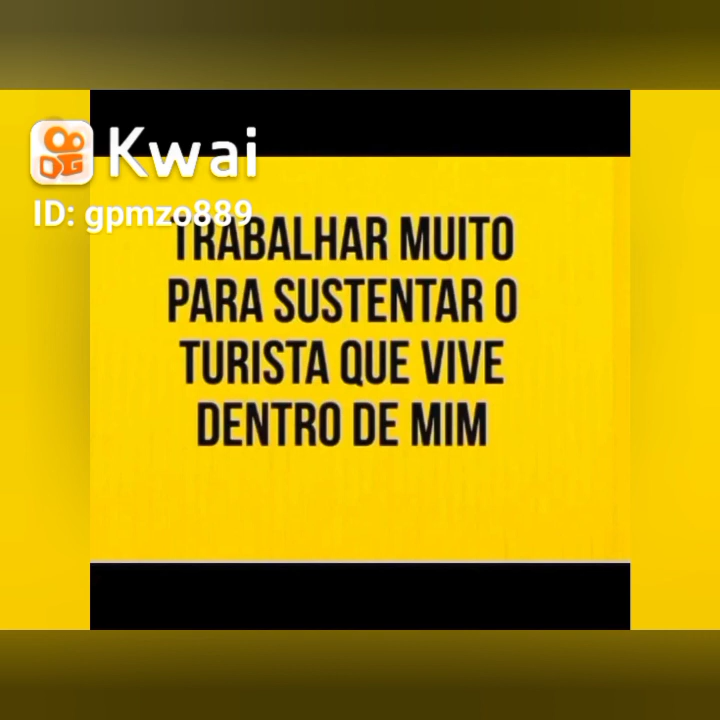 Kwai
ID: gpmzo889
TRABALHAR MUITO
PARA SUSTENTAR O
TURISTA QUE VIVE
DENTRO DE MIM